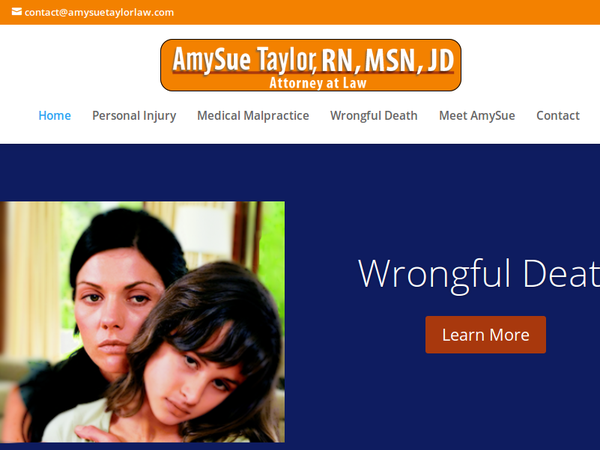 contact@amysuetaylorlaw.com
AmySue Taylor, RN, MSN, JD
Attorney at Law
Home Personal Injury Medical Malpractice Wrongful Death Meet AmySue Contact
Wrongful Deat
Learn More